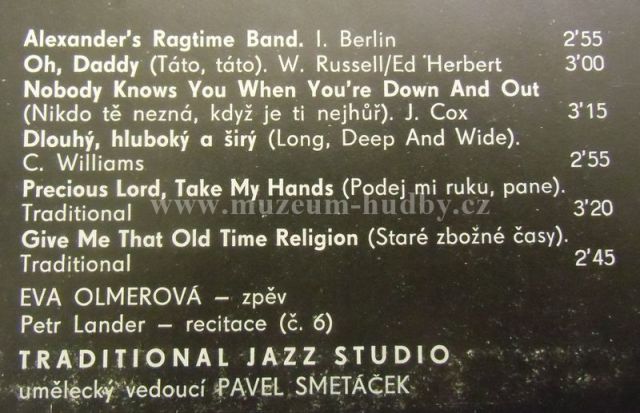 Alexander's Ragtime Band. I. Berlin 2'55
Oh, Daddy (Táto, táto). W. Russell/Ed Herbert 3'00
Nobody Knows You When You're Down And Out
(Nikdo tě nezná, když je ti nejhůř). J. Cox 3'15
Dlouhý, hluboký a šírý (Long, Deep And Wide).
C. Williams 2'55
Precious Lord, Take My Hands (Podej mi ruku, pane).
Traditional 3'20
www.muzeum-hudby.cz
Give Me That Old Time Religion (Staré zbožné časy).
Traditional 2'45
EVA OLMEROVÁ – zpěv
Petr Lander – recitace (č. 6)
TRADITIONAL JAZZ STUDIO
umělecký vedoucí PAVEL SMETÁČEK